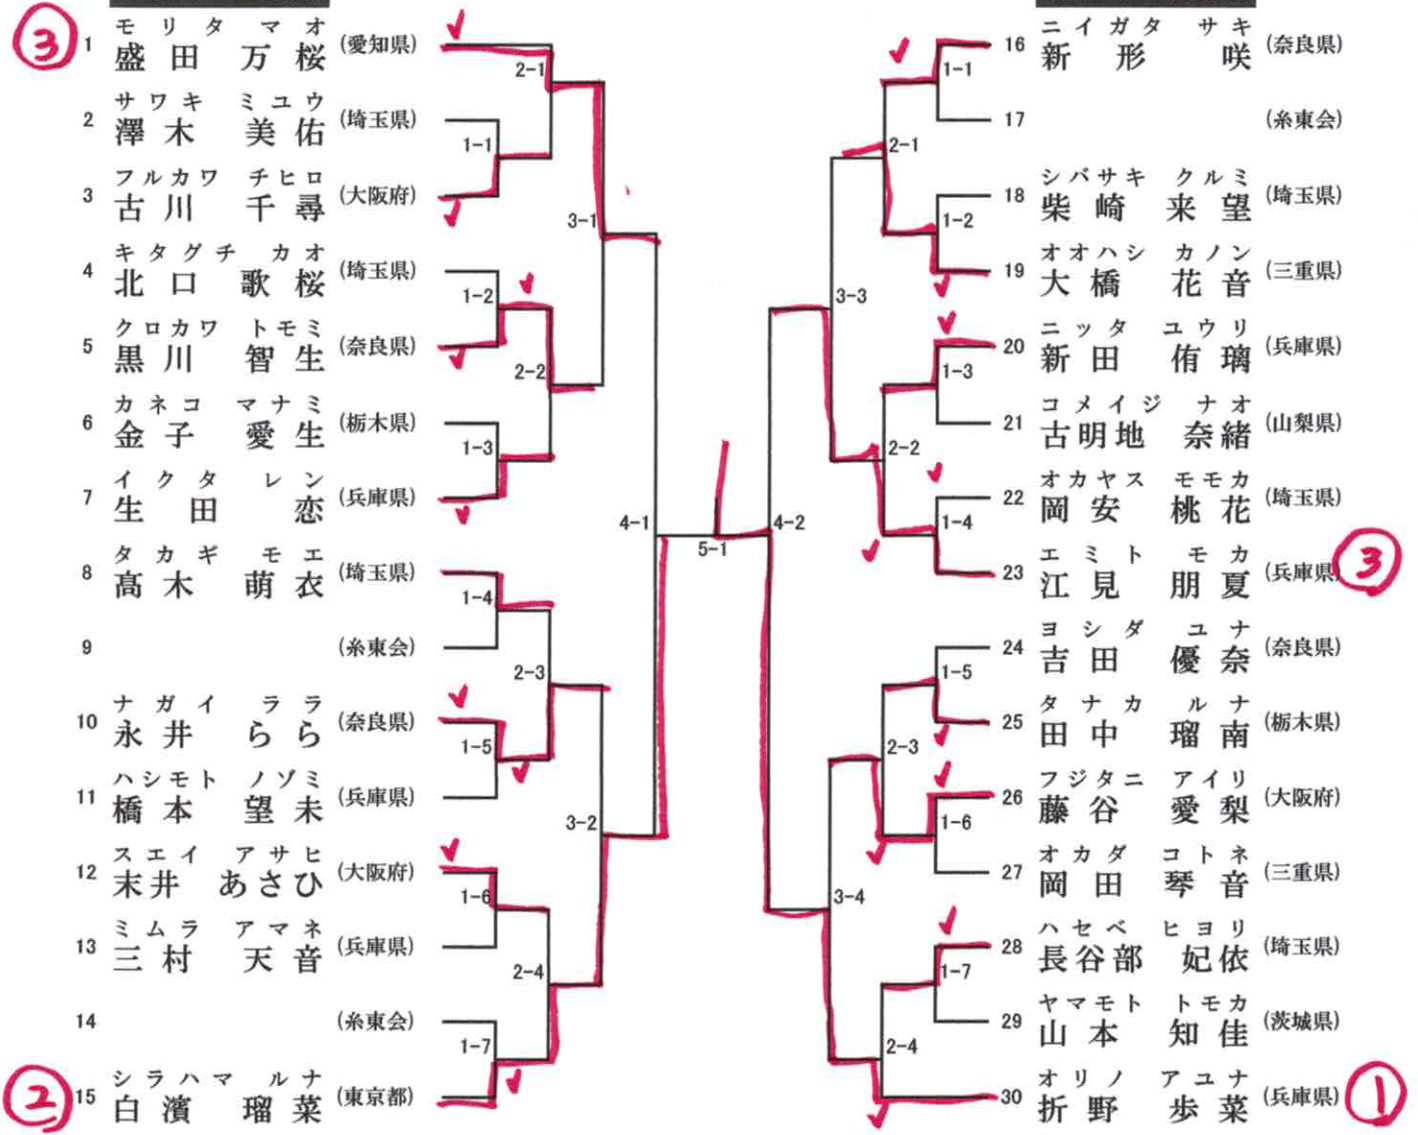 ③
モリタ マオ
1 盛田 万桜 (愛知県)
サワキ ミユウ
2 澤木 美佑 (埼玉県)
フルカワ チヒロ
3 古川 千尋 (大阪府)
キタグチ カオ
4 北口 歌桜 (埼玉県)
クロカワ トモミ
5 黒川 智生 (奈良県)
カネコ マナミ
6 金子 愛生 (栃木県)
イクタ レン
7 生田 恋 (兵庫県)
タカギ モエ
8 髙木 萌衣 (埼玉県)
9 (糸東会)
ナガイ ララ
10 永井 らら (奈良県)
ハシモト ノゾミ
11 橋本 望未 (兵庫県)
スエイ アサヒ
12 末井 あさひ (大阪府)
ミムラ アマネ
13 三村 天音 (兵庫県)
14 (糸東会)
シラハマ ルナ
② 15 白濱 瑠菜 (東京都)
2-1
1-1
3-1
1-2
2-2
1-3
4-1
1-4
2-3
1-5
3-2
1-6
2-4
1-7
5-1
1-1
2-1
1-2
3-3
1-3
2-2
1-4
4-2
1-5
2-3
1-6
3-4
1-7
2-4
ニイガタ サキ
16 新形 咲 (奈良県)
17 (糸東会)
シバサキ クルミ
18 柴崎 来望 (埼玉県)
オオハシ カノン
19 大橋 花音 (三重県)
ニッタ ユウリ
20 新田 侑璃 (兵庫県)
コメイジ ナオ
21 古明地 奈緒 (山梨県)
オカヤス モモカ
22 岡安 桃花 (埼玉県)
エミト モカ
23 江見 朋夏 (兵庫県) ③
ヨシダ ユナ
24 吉田 優奈 (奈良県)
タナカ ルナ
25 田中 瑠南 (栃木県)
フジタニ アイリ
26 藤谷 愛梨 (大阪府)
オカダ コトネ
27 岡田 琴音 (三重県)
ハセベ ヒヨリ
28 長谷部 妃依 (埼玉県)
ヤマモト トモカ
29 山本 知佳 (茨城県)
オリノ アユナ
30 折野 歩菜 (兵庫県) ①